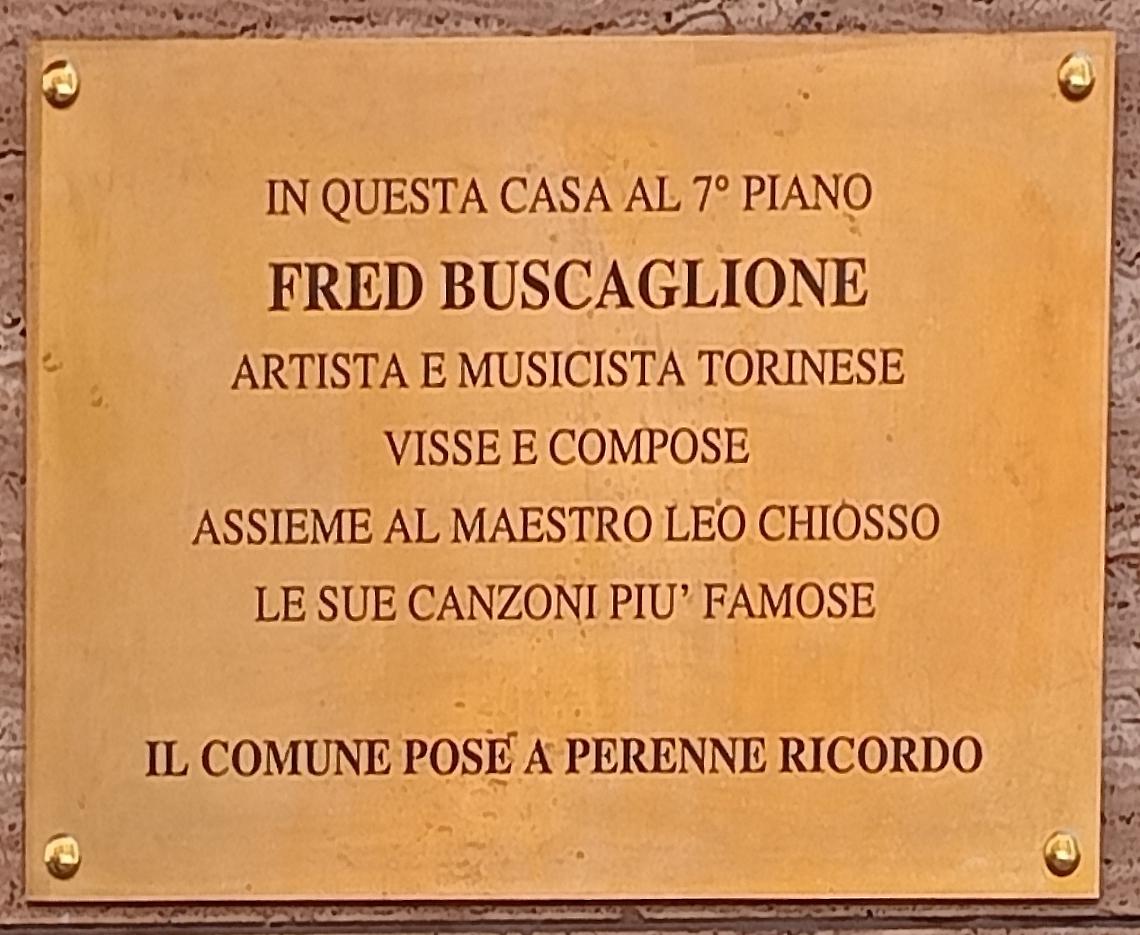 IN QUESTA CASA AL 7° PIANO
FRED BUSCAGLIONE
ARTISTA E MUSICISTA TORINESE
VISSE E COMPOSE
ASSIEME AL MAESTRO LEO CHIOSSO
LE SUE CANZONI PIU' FAMOSE
IL COMUNE POSE A PERENNE RICORDO